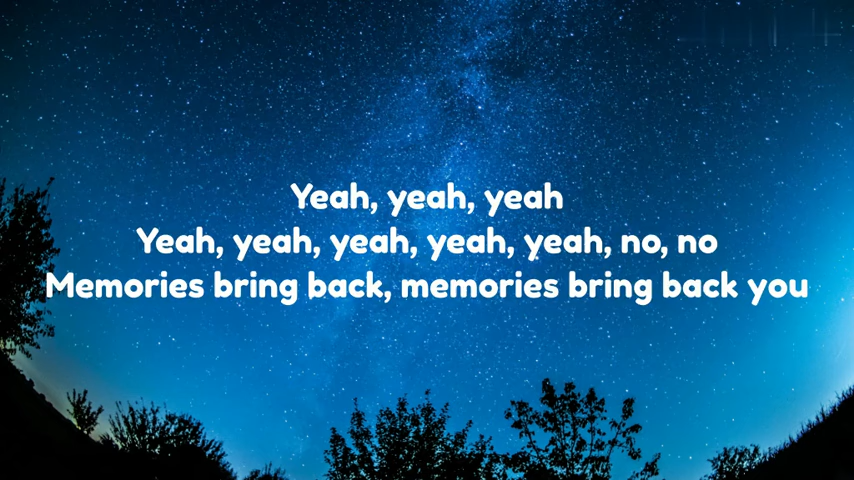 Yeah, yeah, yeah
Yeah, yeah, yeah, yeah, yeah, no, no
Memories bring back, memories bring back you